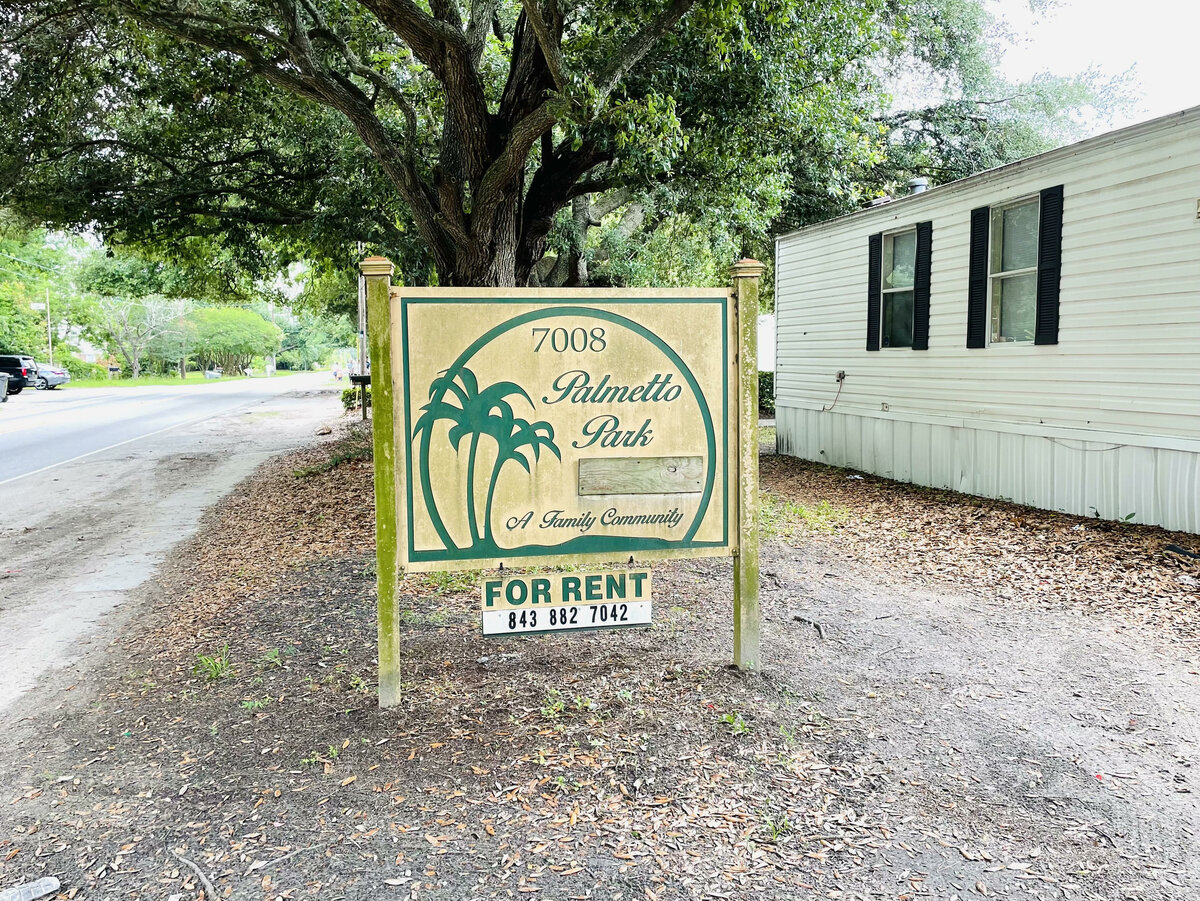 7008
Palmetto
Park
A Family Community
FOR RENT
843 882 7042